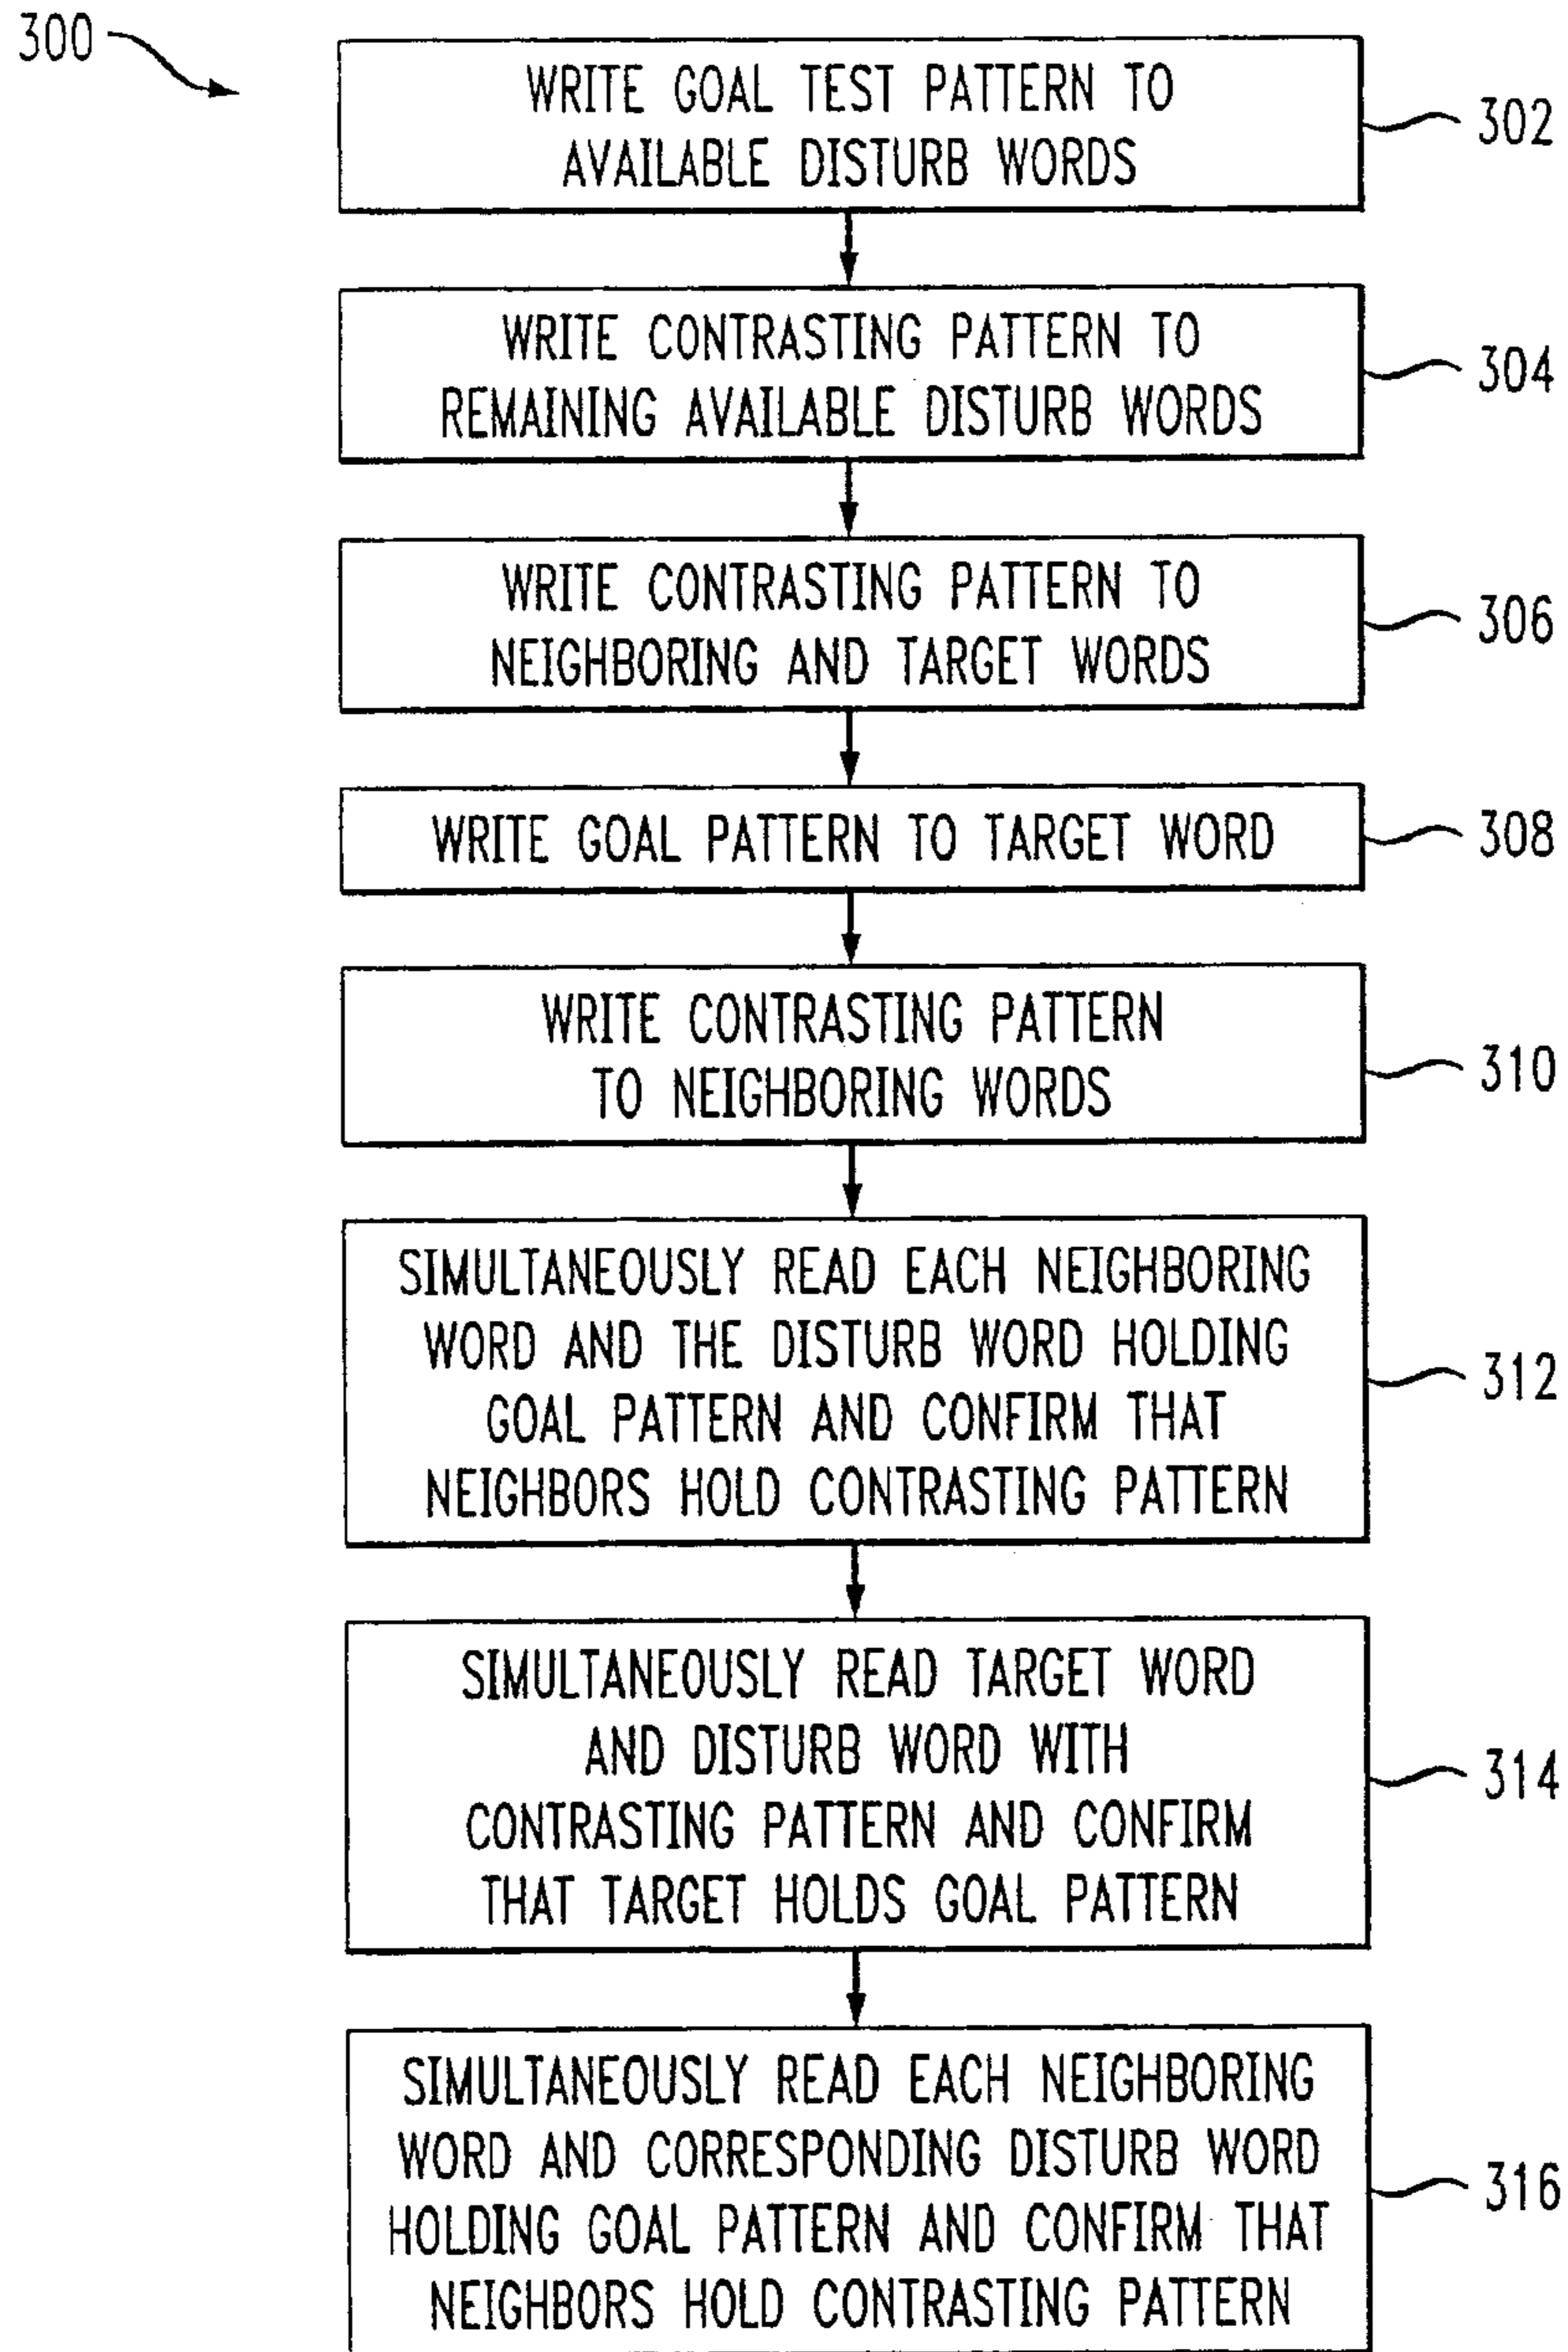 300
WRITE GOAL TEST PATTERN TO
AVAILABLE DISTURB WORDS
302
WRITE CONTRASTING PATTERN TO
REMAINING AVAILABLE DISTURB WORDS
304
WRITE CONTRASTING PATTERN TO
NEIGHBORING AND TARGET WORDS
306
WRITE GOAL PATTERN TO TARGET WORD
308
WRITE CONTRASTING PATTERN
TO NEIGHBORING WORDS
310
SIMULTANEOUSLY READ EACH NEIGHBORING
WORD AND THE DISTURB WORD HOLDING
GOAL PATTERN AND CONFIRM THAT
NEIGHBORS HOLD CONTRASTING PATTERN
312
SIMULTANEOUSLY READ TARGET WORD
AND DISTURB WORD WITH
CONTRASTING PATTERN AND CONFIRM
THAT TARGET HOLDS GOAL PATTERN
314
SIMULTANEOUSLY READ EACH NEIGHBORING
WORD AND CORRESPONDING DISTURB WORD
HOLDING GOAL PATTERN AND CONFIRM THAT
NEIGHBORS HOLD CONTRASTING PATTERN
316